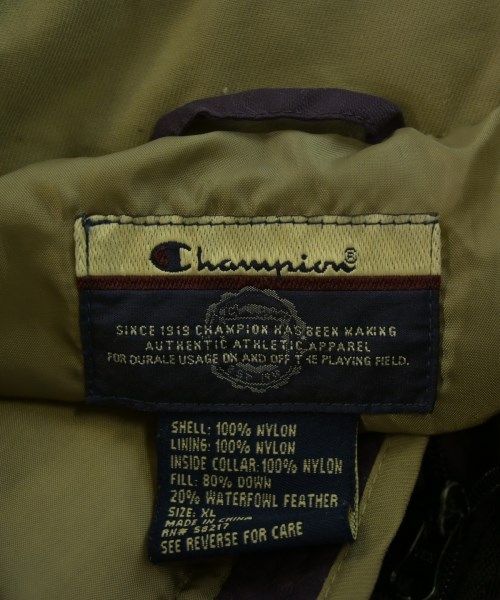 Champion®
SINCE 1919 CHAMPION HAS BEEN MAKING
AUTHENTIC ATHLETIC APPAREL
FOR DURALE USAGE ON AND OFF THE PLAYING FIELD.
SHELL: 100% NYLON
LINING: 100% NYLON
INSIDE COLLAR: 100% NYLON
FILL: 80% DOWN
20% WATERFOWL FEATHER
SIZE: XL
MADE IN CHINA
RN# 58217
SEE REVERSE FOR CARE